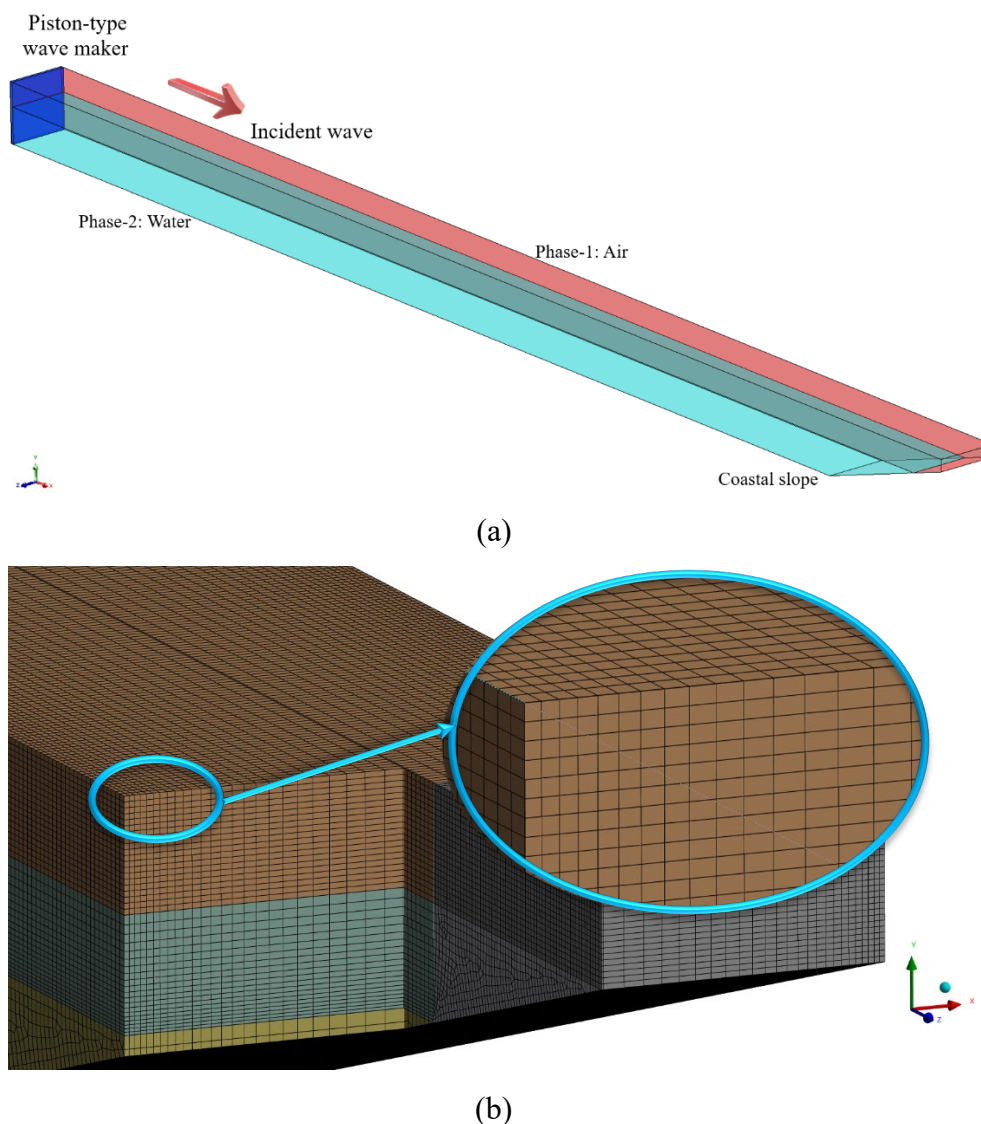 Piston-type
wave maker
Incident wave
Phase-2: Water
Phase-1: Air
Coastal slope
Y
Z
X
(a)
Y
X
Z
(b)